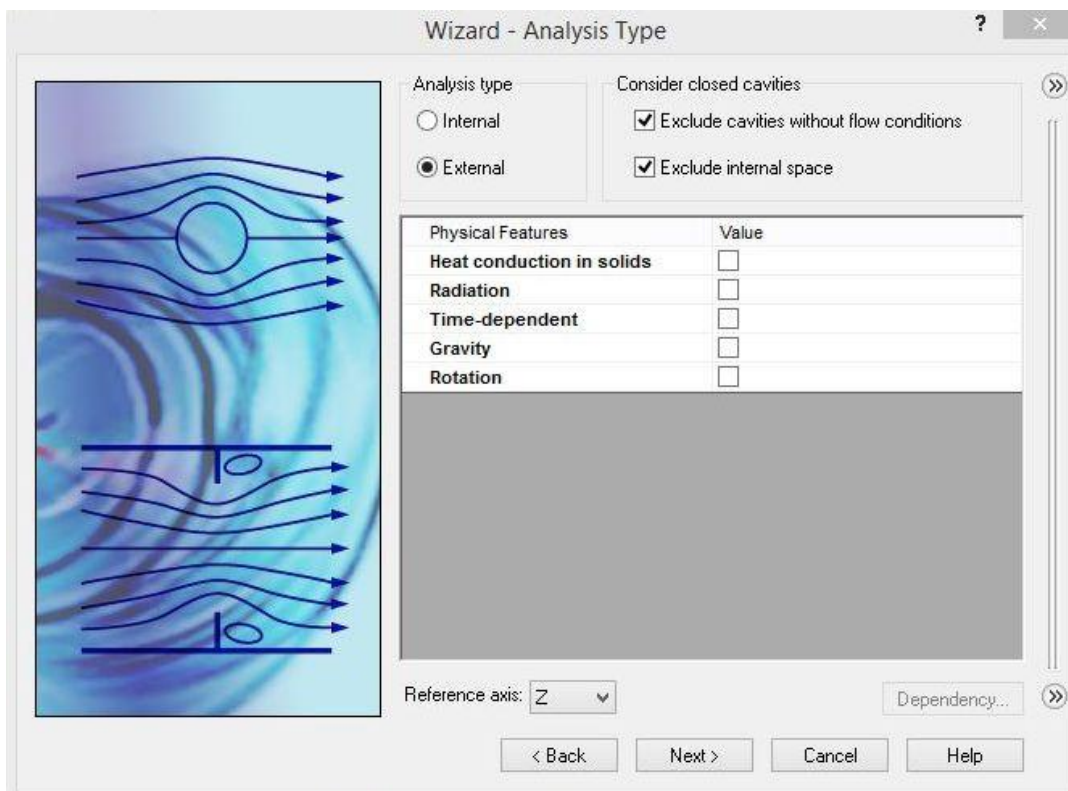 Wizard - Analysis Type
?
Analysis type
Internal
External
Consider closed cavities
Exclude cavities without flow conditions
Exclude internal space
Physical Features Value
Heat conduction in solids
Radiation
Time-dependent
Gravity
Rotation
Reference axis: Z
Dependency...
< Back Next > Cancel Help